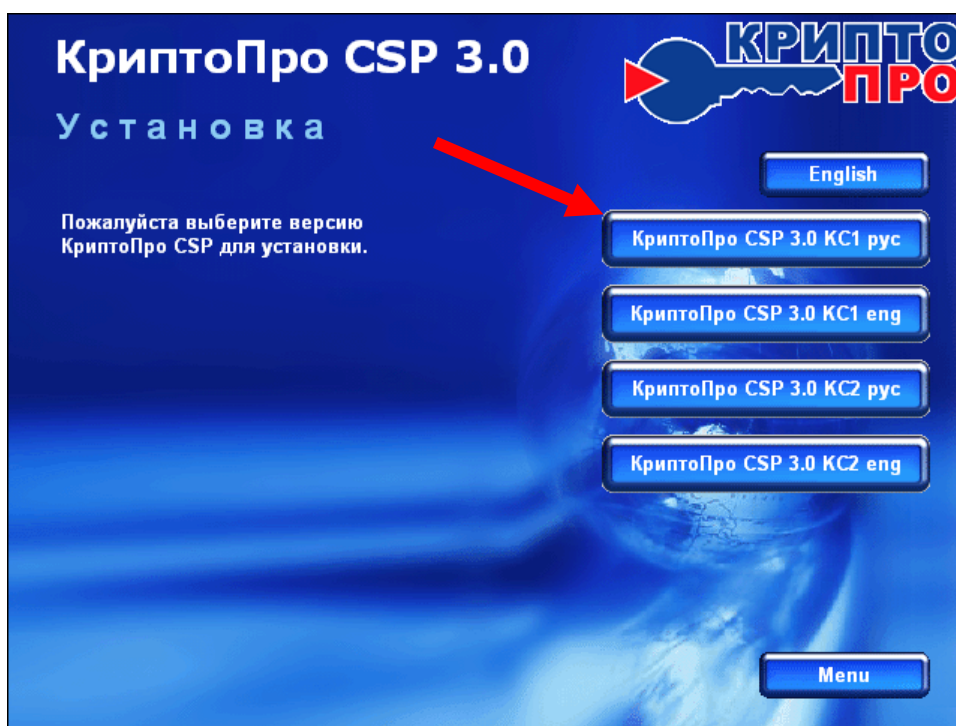 КриптоПро CSP 3.0
КРИПТО
ПРО
Установка
English
Пожалуйста выберите версию
КриптоПро CSP для установки.
КриптоПро CSP 3.0 КС1 рус
КриптоПро CSP 3.0 КС1 eng
КриптоПро CSP 3.0 КС2 рус
КриптоПро CSP 3.0 КС2 eng
Menu